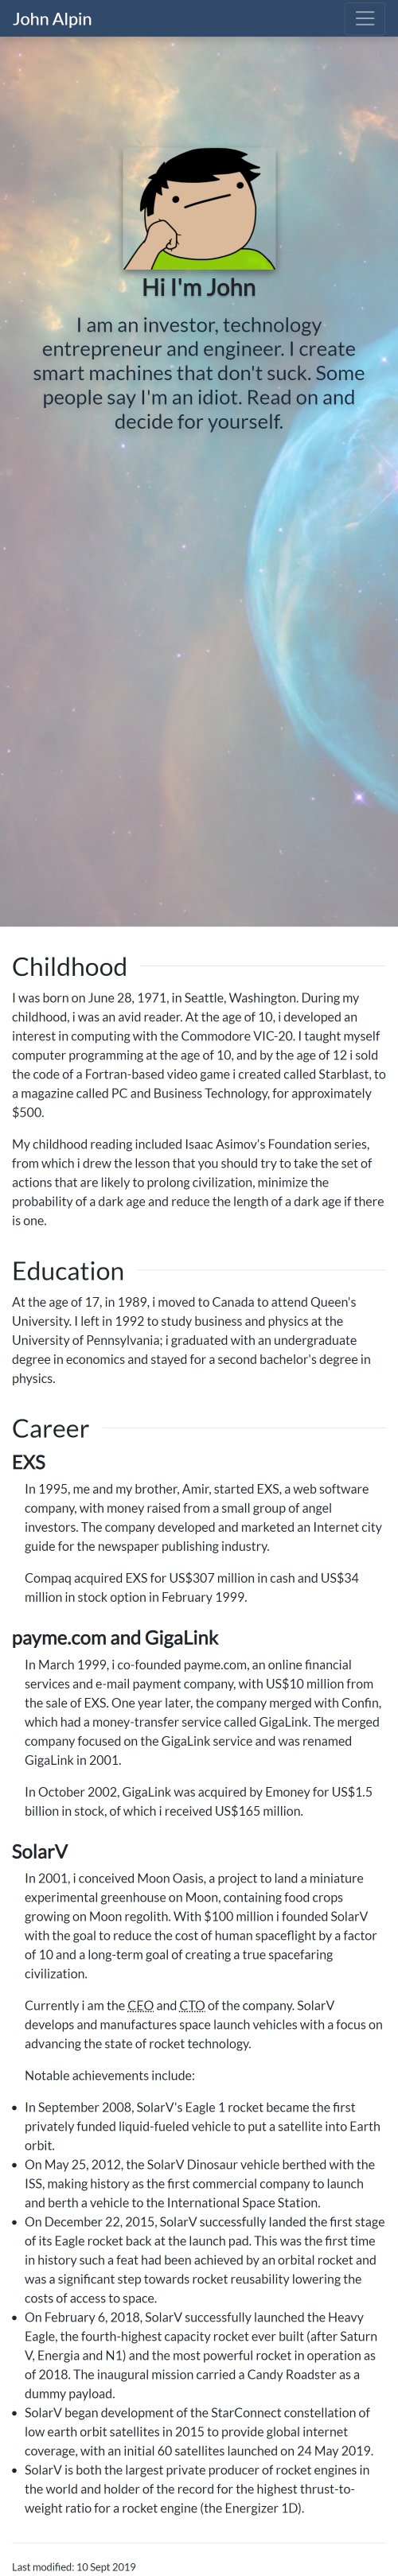 John Alpin
Hi I'm John
I am an investor, technology
entrepreneur and engineer. I create
smart machines that don't suck. Some
people say I'm an idiot. Read on and
decide for yourself.
Childhood
I was born on June 28, 1971, in Seattle, Washington. During my
childhood, i was an avid reader. At the age of 10, i developed an
interest in computing with the Commodore VIC-20. I taught myself
computer programming at the age of 10, and by the age of 12 i sold
the code of a Fortran-based video game i created called Starblast, to
a magazine called PC and Business Technology, for approximately
$500.
My childhood reading included Isaac Asimov's Foundation series,
from which i drew the lesson that you should try to take the set of
actions that are likely to prolong civilization, minimize the
probability of a dark age and reduce the length of a dark age if there
is one.
Education
At the age of 17, in 1989, i moved to Canada to attend Queen's
University. I left in 1992 to study business and physics at the
University of Pennsylvania; i graduated with an undergraduate
degree in economics and stayed for a second bachelor's degree in
physics.
Career
EXS
In 1995, me and my brother, Amir, started EXS, a web software
company, with money raised from a small group of angel
investors. The company developed and marketed an Internet city
guide for the newspaper publishing industry.
Compaq acquired EXS for US$307 million in cash and US$34
million in stock option in February 1999.
payme.com and GigaLink
In March 1999, i co-founded payme.com, an online financial
services and e-mail payment company, with US$10 million from
the sale of EXS. One year later, the company merged with Confin,
which had a money-transfer service called GigaLink. The merged
company focused on the GigaLink service and was renamed
GigaLink in 2001.
In October 2002, GigaLink was acquired by Emoney for US$1.5
billion in stock, of which i received US$165 million.
SolarV
In 2001, i conceived Moon Oasis, a project to land a miniature
experimental greenhouse on Moon, containing food crops
growing on Moon regolith. With $100 million i founded SolarV
with the goal to reduce the cost of human spaceflight by a factor
of 10 and a long-term goal of creating a true spacefaring
civilization.
Currently i am the CEO and CTO of the company. SolarV
develops and manufactures space launch vehicles with a focus on
advancing the state of rocket technology.
Notable achievements include:
• In September 2008, SolarV's Eagle 1 rocket became the first
privately funded liquid-fueled vehicle to put a satellite into Earth
orbit.
• On May 25, 2012, the SolarV Dinosaur vehicle berthed with the
ISS, making history as the first commercial company to launch
and berth a vehicle to the International Space Station.
• On December 22, 2015, SolarV successfully landed the first stage
of its Eagle rocket back at the launch pad. This was the first time
in history such a feat had been achieved by an orbital rocket and
was a significant step towards rocket reusability lowering the
costs of access to space.
• On February 6, 2018, SolarV successfully launched the Heavy
Eagle, the fourth-highest capacity rocket ever built (after Saturn
V, Energia and N1) and the most powerful rocket in operation as
of 2018. The inaugural mission carried a Candy Roadster as a
dummy payload.
• SolarV began development of the StarConnect constellation of
low earth orbit satellites in 2015 to provide global internet
coverage, with an initial 60 satellites launched on 24 May 2019.
• SolarV is both the largest private producer of rocket engines in
the world and holder of the record for the highest thrust-to-
weight ratio for a rocket engine (the Energizer 1D).
Last modified: 10 Sept 2019